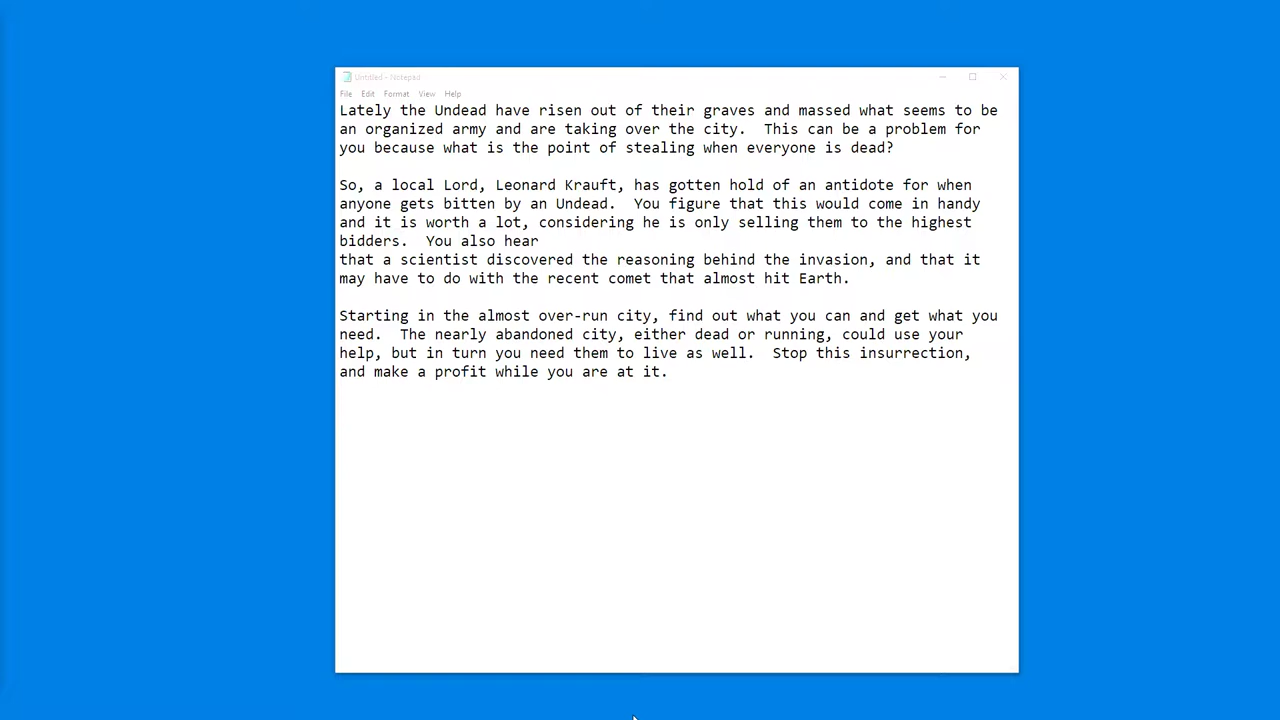 Untitled - Notepad
File Edit Format View Help
Lately the Undead have risen out of their graves and massed what seems to be
an organized army and are taking over the city.  This can be a problem for
you because what is the point of stealing when everyone is dead?
So, a local Lord, Leonard Krauft, has gotten hold of an antidote for when
anyone gets bitten by an Undead.  You figure that this would come in handy
and it is worth a lot, considering he is only selling them to the highest
bidders.  You also hear
that a scientist discovered the reasoning behind the invasion, and that it
may have to do with the recent comet that almost hit Earth.
Starting in the almost over-run city, find out what you can and get what you
need.  The nearly abandoned city, either dead or running, could use your
help, but in turn you need them to live as well.  Stop this insurrection,
and make a profit while you are at it.